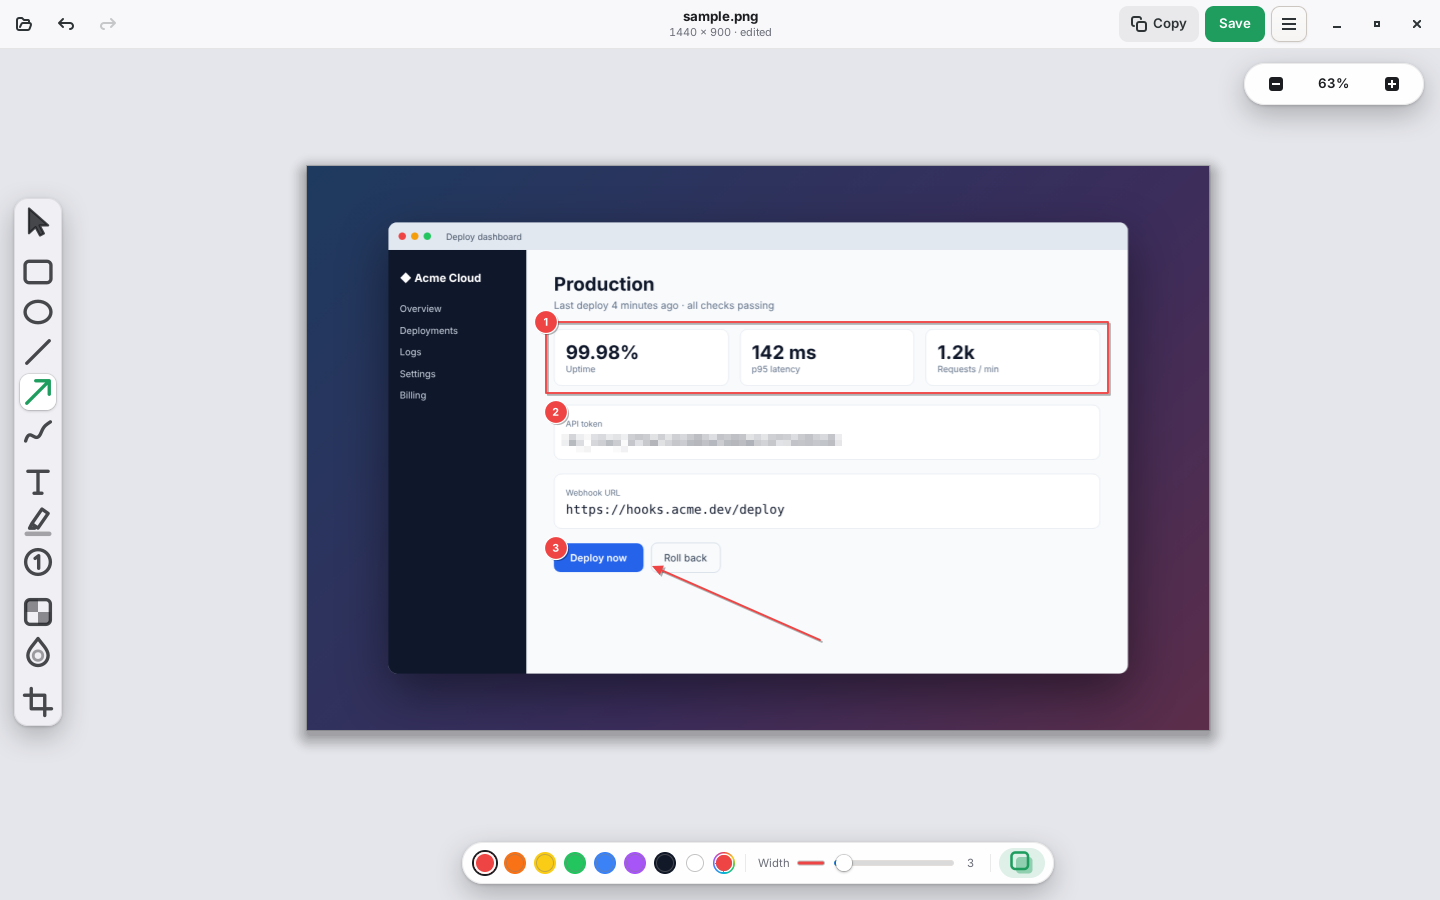 sample.png
1440 × 900 · edited
Copy
Save
63%
Deploy dashboard
Acme Cloud
Overview
Deployments
Logs
Settings
Billing
Production
Last deploy 4 minutes ago · all checks passing
1
99.98%
Uptime
142 ms
p95 latency
1.2k
Requests / min
2
API token
Webhook URL
https://hooks.acme.dev/deploy
3
Deploy now
Roll back
T
1
Width
3